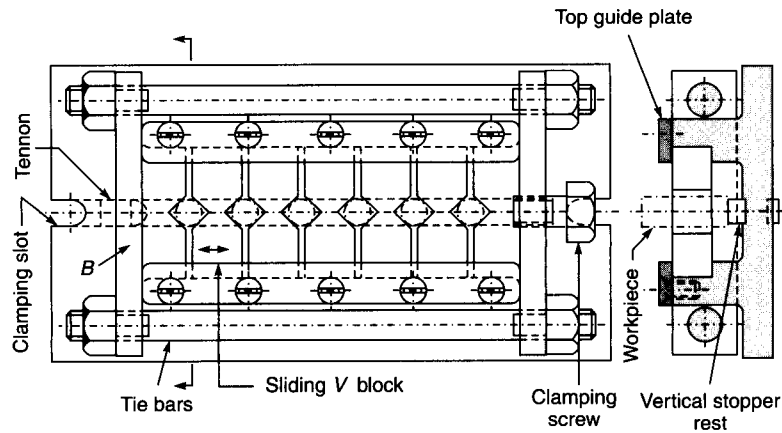 Top guide plate
Tennon
Clamping slot
B
Workpiece
Tie bars
Sliding V block
Clamping
screw
Vertical stopper
rest